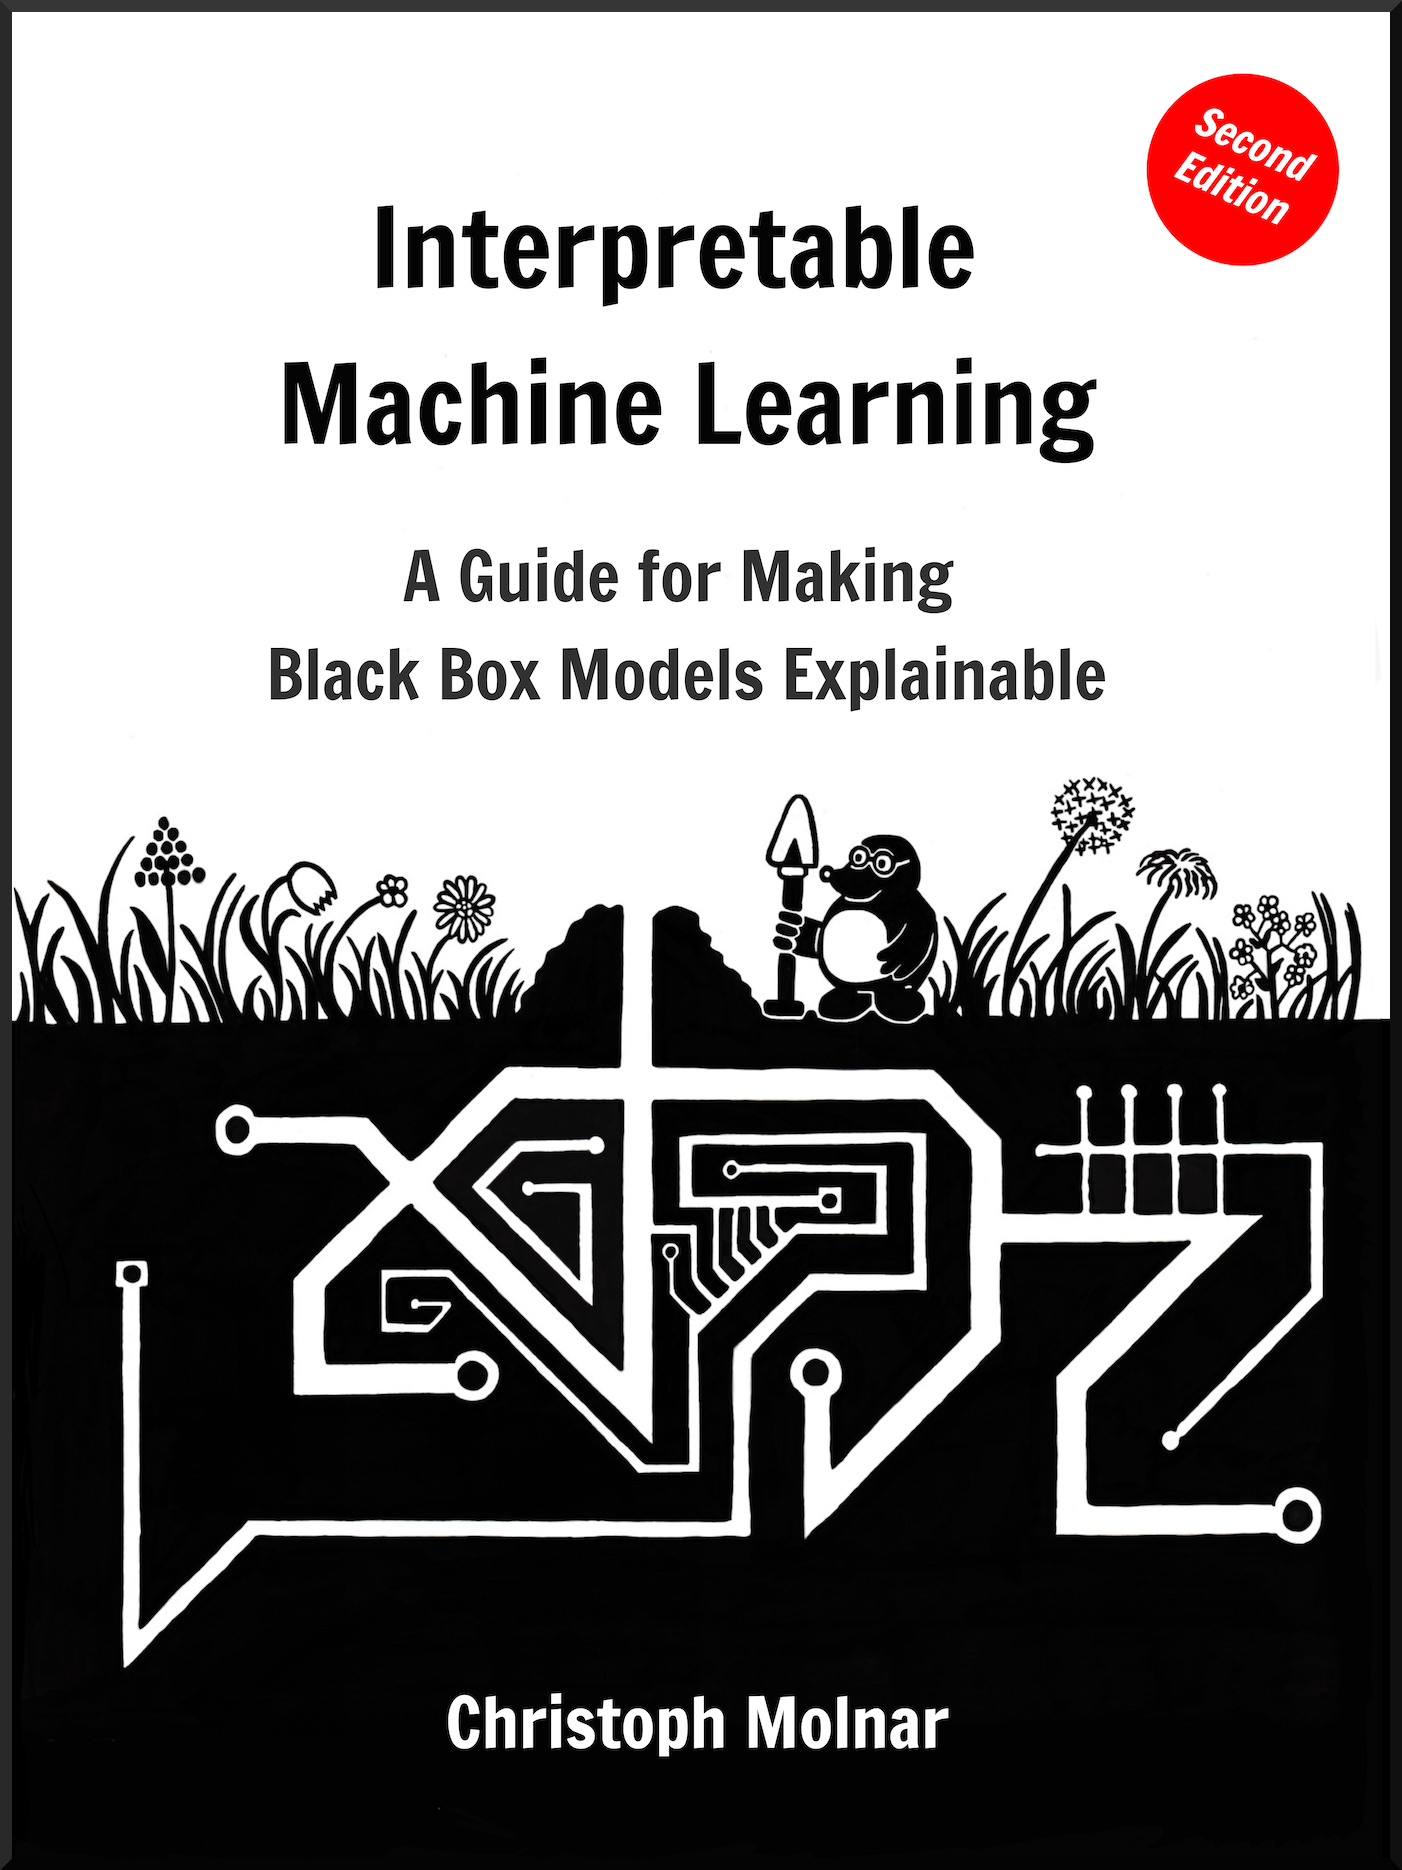 Second
Edition
Interpretable
Machine Learning
A Guide for Making
Black Box Models Explainable
Christoph Molnar